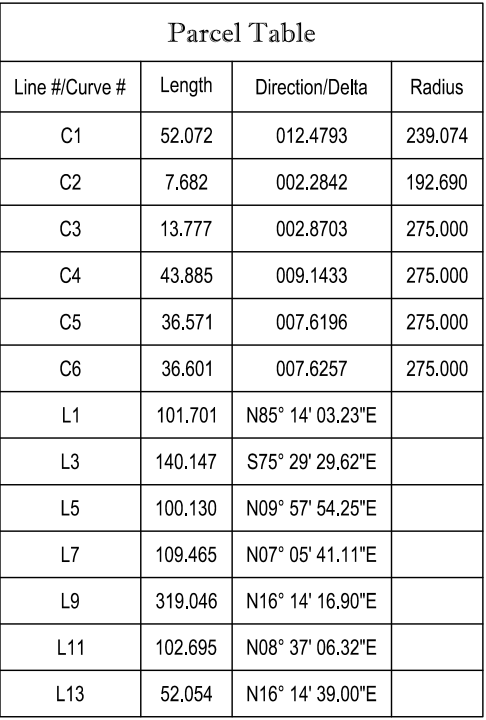 Parcel Table
Line #/Curve # Length Direction/Delta Radius
C1 52.072 012.4793 239.074
C2 7.682 002.2842 192.690
C3 13.777 002.8703 275.000
C4 43.885 009.1433 275.000
C5 36.571 007.6196 275.000
C6 36.601 007.6257 275.000
L1 101.701 N85° 14' 03.23"E
L3 140.147 S75° 29' 29.62"E
L5 100.130 N09° 57' 54.25"E
L7 109.465 N07° 05' 41.11"E
L9 319.046 N16° 14' 16.90"E
L11 102.695 N08° 37' 06.32"E
L13 52.054 N16° 14' 39.00"E